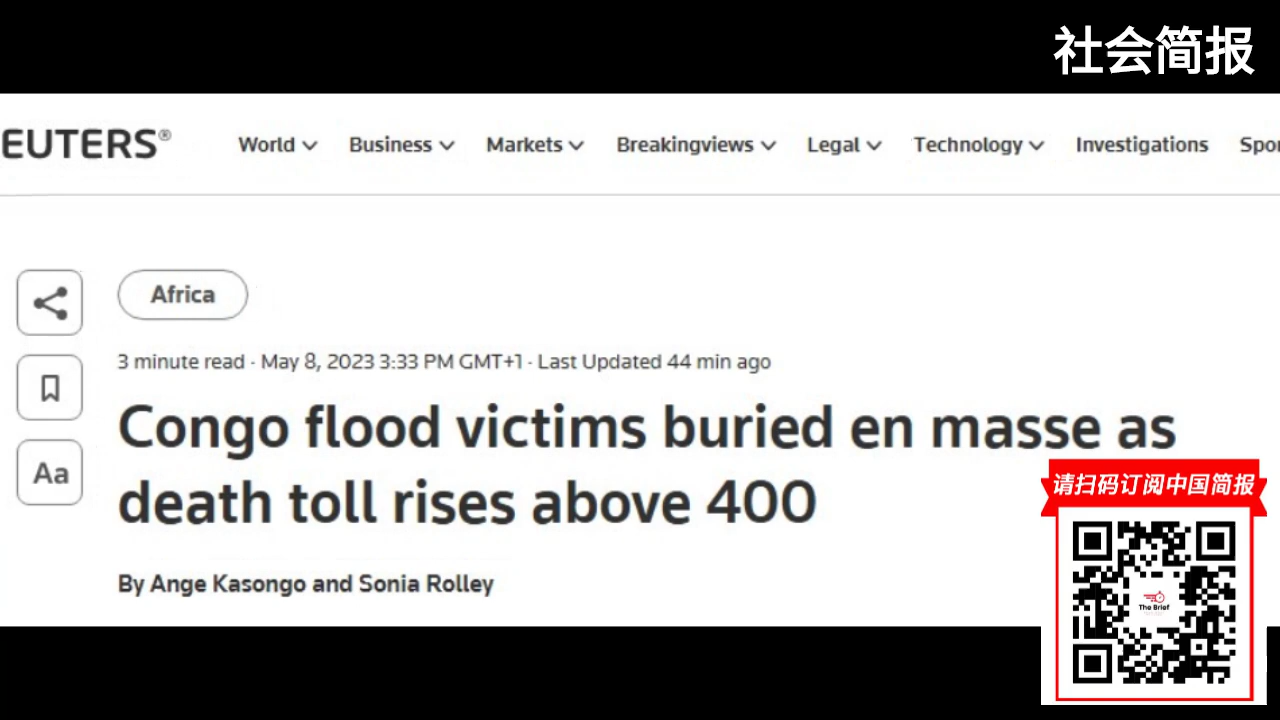 社会简报
EUTERS®
World Business Markets Breakingviews Legal Technology Investigations Spor
Africa
3 minute read · May 8, 2023 3:33 PM GMT+1 · Last Updated 44 min ago
Aa
Congo flood victims buried en masse as
death toll rises above 400
请扫码订阅中国简报
By Ange Kasongo and Sonia Rolley
The Brief